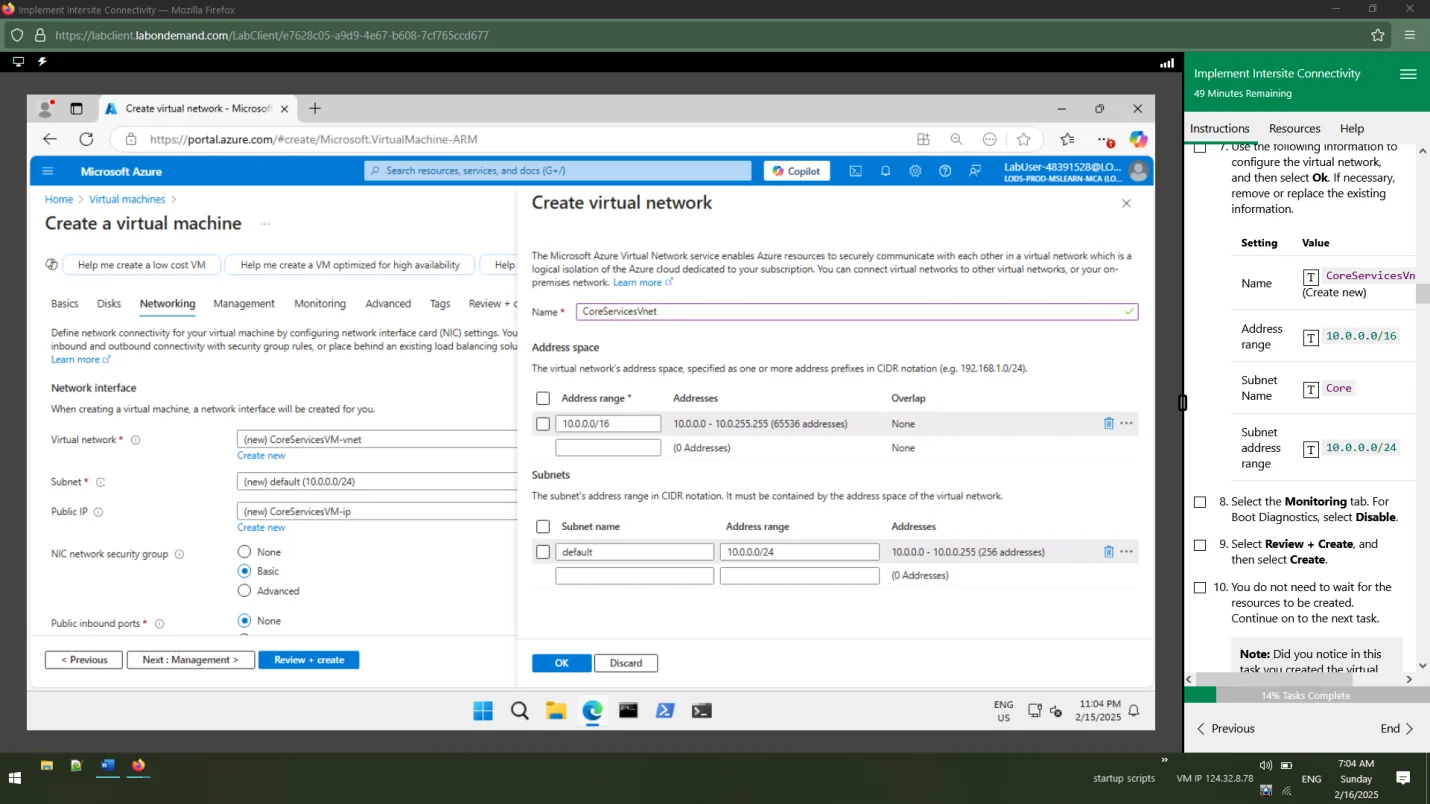 Implement Intersite Connectivity — Mozilla Firefox
https://labclient.labondemand.com/LabClient/e7628c05-a9d9-4e67-b608-7cf765ccd677
Create virtual network - Microsof
https://portal.azure.com/#create/Microsoft.VirtualMachine-ARM
Microsoft Azure
Search resources, services, and docs (G+/)
Copilot
LabUser-48391528@LO...
LODS-PROD-MSLEARN-MCA (LO...
Home > Virtual machines >
Create a virtual machine ...
Help me create a low cost VM
Help me create a VM optimized for high availability
Help
Basics Disks Networking Management Monitoring Advanced Tags Review + c
Define network connectivity for your virtual machine by configuring network interface card (NIC) settings. You
inbound and outbound connectivity with security group rules, or place behind an existing load balancing solu
Learn more
Network interface
When creating a virtual machine, a network interface will be created for you.
Virtual network *
(new) CoreServicesVM-vnet
Create new
Subnet *
(new) default (10.0.0.0/24)
Public IP
(new) CoreServicesVM-ip
Create new
NIC network security group
None
Basic
Advanced
Public inbound ports *
None
< Previous
Next : Management >
Review + create
Create virtual network
The Microsoft Azure Virtual Network service enables Azure resources to securely communicate with each other in a virtual network which is a
logical isolation of the Azure cloud dedicated to your subscription. You can connect virtual networks to other virtual networks, or your on-
premises network. Learn more
Name *
CoreServicesVnet
Address space
The virtual network's address space, specified as one or more address prefixes in CIDR notation (e.g. 192.168.1.0/24).
Address range * Addresses Overlap
10.0.0.0/16 10.0.0.0 - 10.0.255.255 (65536 addresses) None
(0 Addresses) None
Subnets
The subnet's address range in CIDR notation. It must be contained by the address space of the virtual network.
Subnet name Address range Addresses
default 10.0.0.0/24 10.0.0.0 - 10.0.0.255 (256 addresses)
(0 Addresses)
OK
Discard
ENG
US
11:04 PM
2/15/2025
Implement Intersite Connectivity
49 Minutes Remaining
Instructions Resources Help
7. Use the following information to
configure the virtual network,
and then select Ok. If necessary,
remove or replace the existing
information.
Setting Value
Name
T CoreServicesVn
(Create new)
Address
range
T 10.0.0.0/16
Subnet
Name
T Core
Subnet
address
range
T 10.0.0.0/24
8. Select the Monitoring tab. For
Boot Diagnostics, select Disable.
9. Select Review + Create, and
then select Create.
10. You do not need to wait for the
resources to be created.
Continue on to the next task.
Note: Did you notice in this
task you created the virtual
14% Tasks Complete
Previous
End
startup scripts
VM IP 124.32.8.78
ENG
7:04 AM
Sunday
2/16/2025